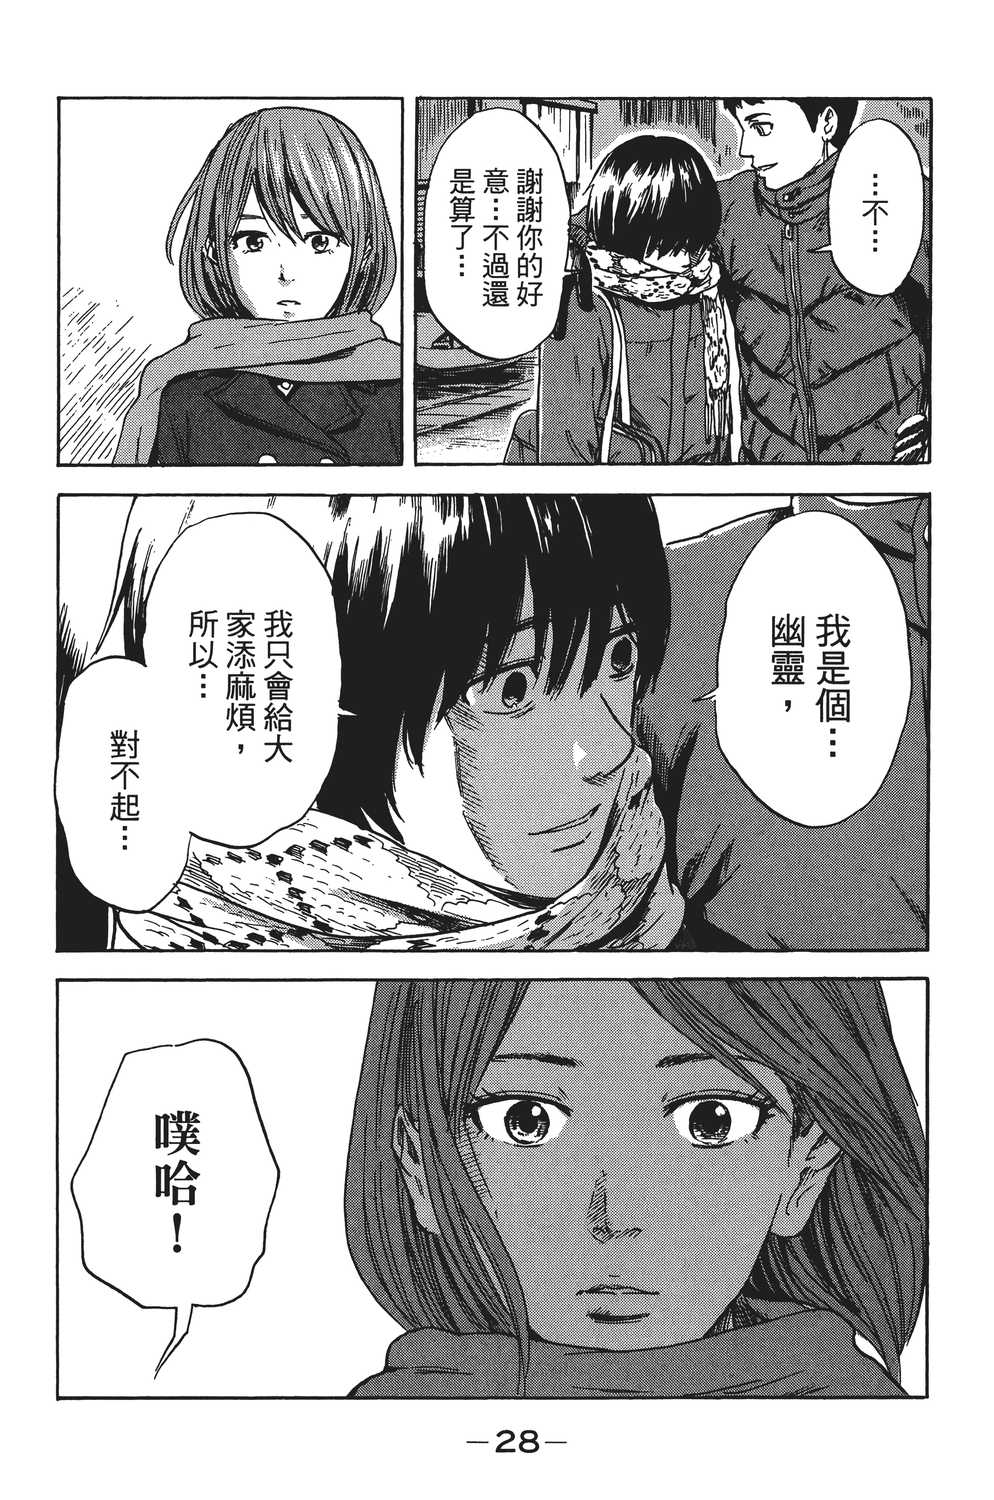 …不…
謝謝你的好
意…不過還
是算了…
我是個…
幽靈，
我只會給大
家添麻煩，
所以…
對不起…
噗哈！
－28－